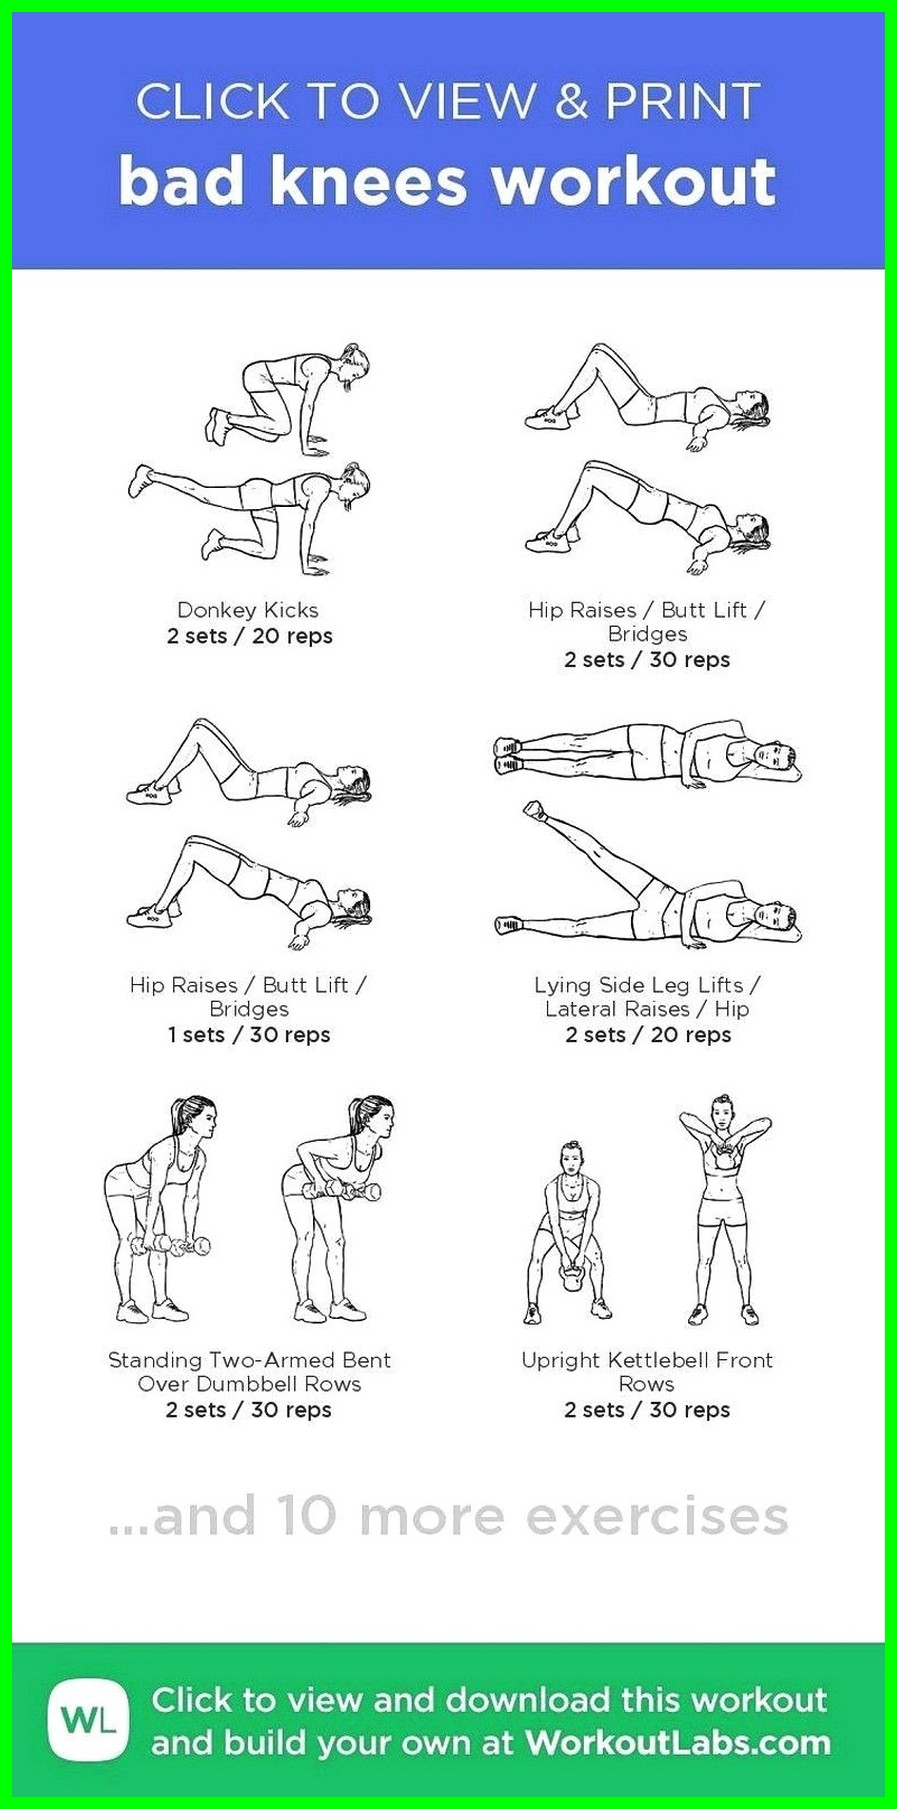 CLICK TO VIEW & PRINT
bad knees workout
Donkey Kicks
2 sets / 20 reps
Hip Raises / Butt Lift /
Bridges
2 sets / 30 reps
Hip Raises / Butt Lift /
Bridges
1 sets / 30 reps
Lying Side Leg Lifts /
Lateral Raises / Hip
2 sets / 20 reps
Standing Two-Armed Bent
Over Dumbbell Rows
2 sets / 30 reps
Upright Kettlebell Front
Rows
2 sets / 30 reps
...and 10 more exercises
WL
Click to view and download this workout
and build your own at WorkoutLabs.com